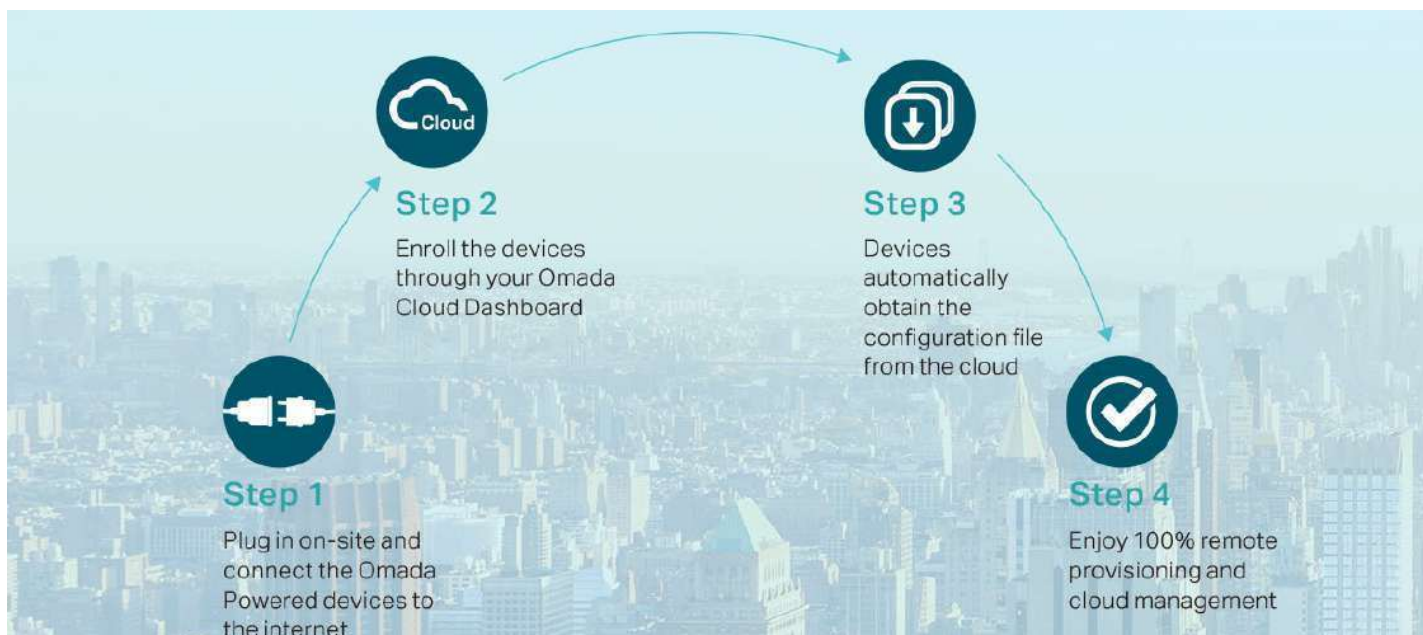 Cloud
Step 2
Enroll the devices
through your Omada
Cloud Dashboard
Step 3
Devices
automatically
obtain the
configuration file
from the cloud
Step 1
Plug in on-site and
connect the Omada
Powered devices to
the internet
Step 4
Enjoy 100% remote
provisioning and
cloud management